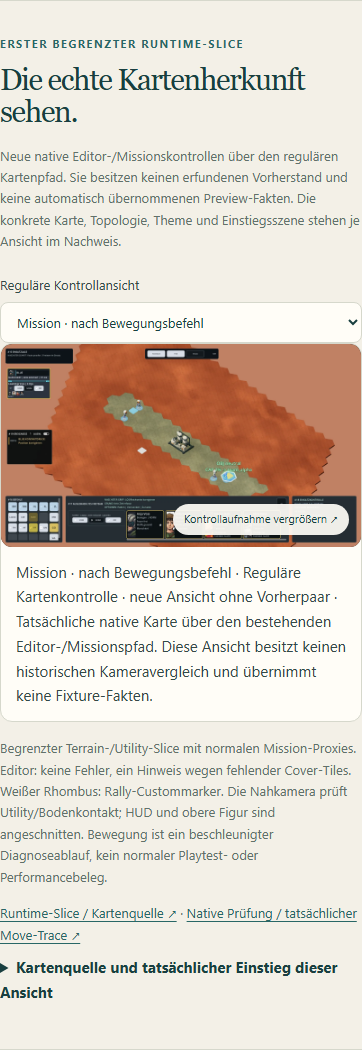 ERSTER BEGRENZTER RUNTIME-SLICE
Die echte Kartenherkunft
sehen.
Neue native Editor-/Missionskontrollen über den regulären
Kartenpfad. Sie besitzen keinen erfundenen Vorherstand und
keine automatisch übernommenen Preview-Fakten. Die
konkrete Karte, Topologie, Theme und Einstiegsszene stehen je
Ansicht im Nachweis.
Reguläre Kontrollansicht
Mission · nach Bewegungsbefehl
Kontrollaufnahme vergrößern ↗
Mission · nach Bewegungsbefehl · Reguläre
Kartenkontrolle · neue Ansicht ohne Vorherpaar ·
Tatsächliche native Karte über den bestehenden
Editor-/Missionspfad. Diese Ansicht besitzt keinen
historischen Kameravergleich und übernimmt
keine Fixture-Fakten.
Begrenzter Terrain-/Utility-Slice mit normalen Mission-Proxies.
Editor: keine Fehler, ein Hinweis wegen fehlender Cover-Tiles.
Weißer Rhombus: Rally-Custommarker. Die Nahkamera prüft
Utility/Bodenkontakt; HUD und obere Figur sind
angeschnitten. Bewegung ist ein beschleunigter
Diagnoseablauf, kein normaler Playtest- oder
Performancebeleg.
Runtime-Slice / Kartenquelle ↗ · Native Prüfung / tatsächlicher
Move-Trace ↗
▶ Kartenquelle und tatsächlicher Einstieg dieser
Ansicht